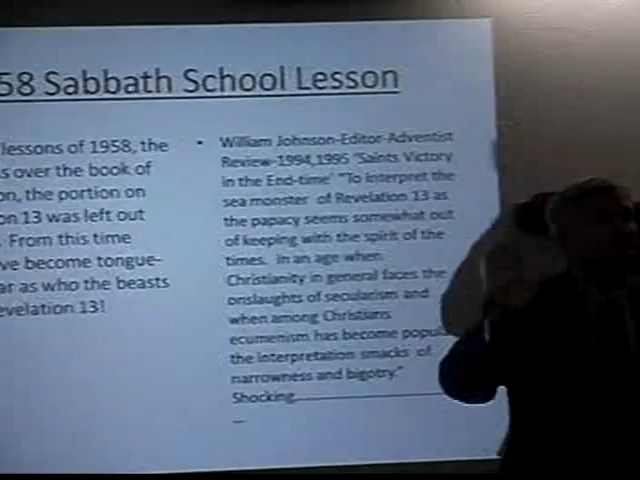 58 Sabbath School Lesson
lessons of 1958, the
s over the book of
on, the portion on
on 13 was left out
From this time
ve become tongue-
ar as who the beasts
evelation 13!
• William Johnson-Editor-Adventist
Review-1994,1995 "Saints Victory
in the End-time" "To interpret the
sea monster of Revelation 13 as
the papacy seems somewhat out
of keeping with the spirit of the
times. in an age when
Christianity in general faces the
onslaughts of secularism and
when among Christians
ecumenism has become popu
the interpretation smacks of
narrowness and bigotry."
Shocking